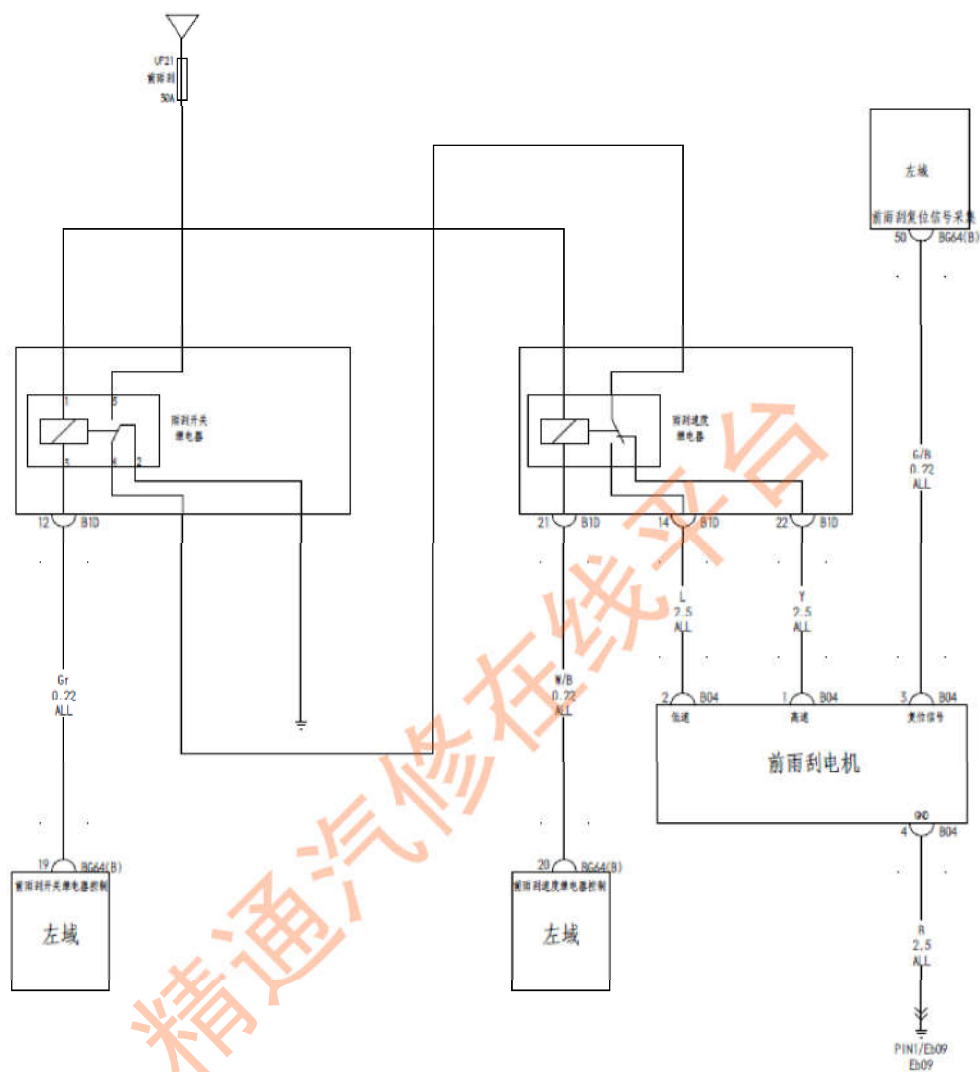 UF21
前雨刮
30A
左域
前雨刮复位信号采集
50 BG64(B)
1 5
雨刮开关
继电器
3 4 2
雨刮速度
继电器
12 B1D
21 B1D
14 B1D
22 B1D
G/B
0.22
ALL
L
2.5
ALL
Y
2.5
ALL
Gr
0.22
ALL
W/B
0.22
ALL
2 B04
1 B04
3 B04
低速
高速
复位信号
前雨刮电机
GND
4 B04
19 BG64(B)
前雨刮开关继电器控制
左域
20 BG64(B)
前雨刮速度继电器控制
左域
2.5
ALL
PIN1/Eb09
Eb09
精通汽修在线平台